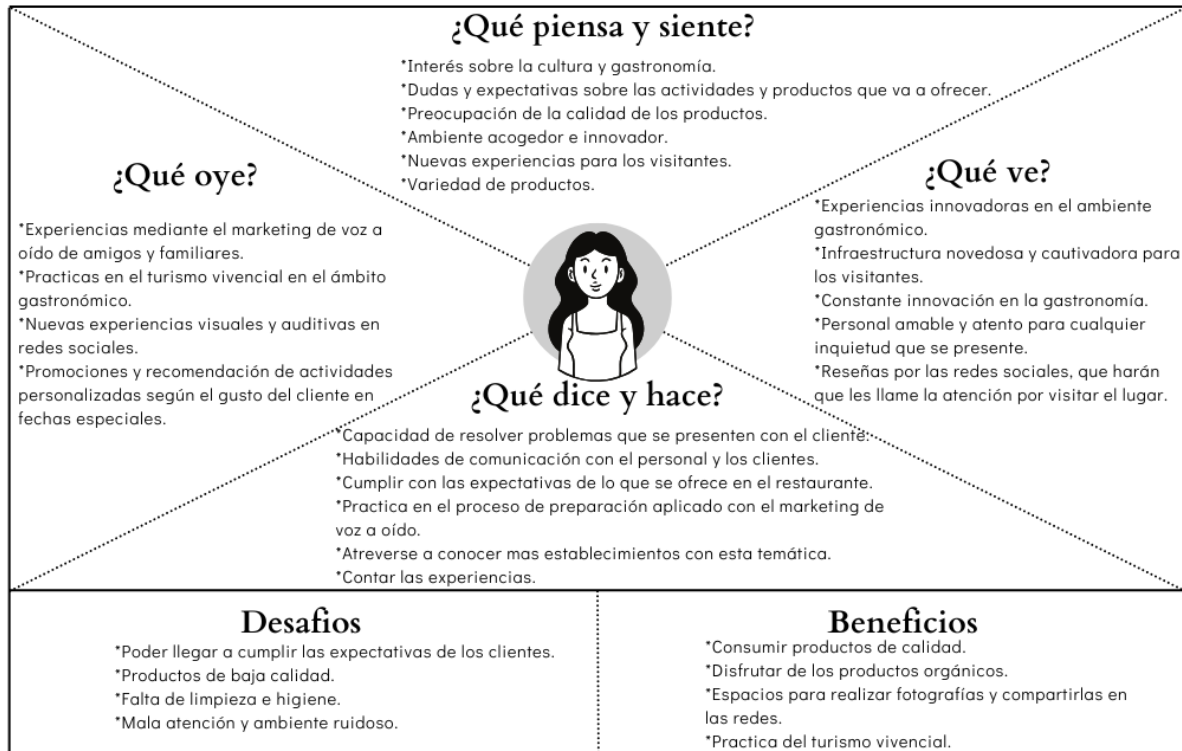 ¿Qué piensa y siente?
*Interés sobre la cultura y gastronomía.
*Dudas y expectativas sobre las actividades y productos que va a ofrecer.
*Preocupación de la calidad de los productos.
*Ambiente acogedor e innovador.
*Nuevas experiencias para los visitantes.
*Variedad de productos.
¿Qué oye?
*Experiencias mediante el marketing de voz a
oído de amigos y familiares.
*Practicas en el turismo vivencial en el ámbito
gastronómico.
*Nuevas experiencias visuales y auditivas en
redes sociales.
*Promociones y recomendación de actividades
personalizadas según el gusto del cliente en
fechas especiales.
¿Qué ve?
*Experiencias innovadoras en el ambiente
gastronómico.
*Infraestructura novedosa y cautivadora para
los visitantes.
*Constante innovación en la gastronomía.
*Personal amable y atento para cualquier
inquietud que se presente.
*Reseñas por las redes sociales, que harán
que les llame la atención por visitar el lugar.
¿Qué dice y hace?
*Capacidad de resolver problemas que se presenten con el cliente.
*Habilidades de comunicación con el personal y los clientes.
*Cumplir con las expectativas de lo que se ofrece en el restaurante.
*Practica en el proceso de preparación aplicado con el marketing de
voz a oído.
*Atreverse a conocer mas establecimientos con esta temática.
*Contar las experiencias.
Desafios
*Poder llegar a cumplir las expectativas de los clientes.
*Productos de baja calidad.
*Falta de limpieza e higiene.
*Mala atención y ambiente ruidoso.
Beneficios
*Consumir productos de calidad.
*Disfrutar de los productos orgánicos.
*Espacios para realizar fotografías y compartirlas en
las redes.
*Practica del turismo vivencial.